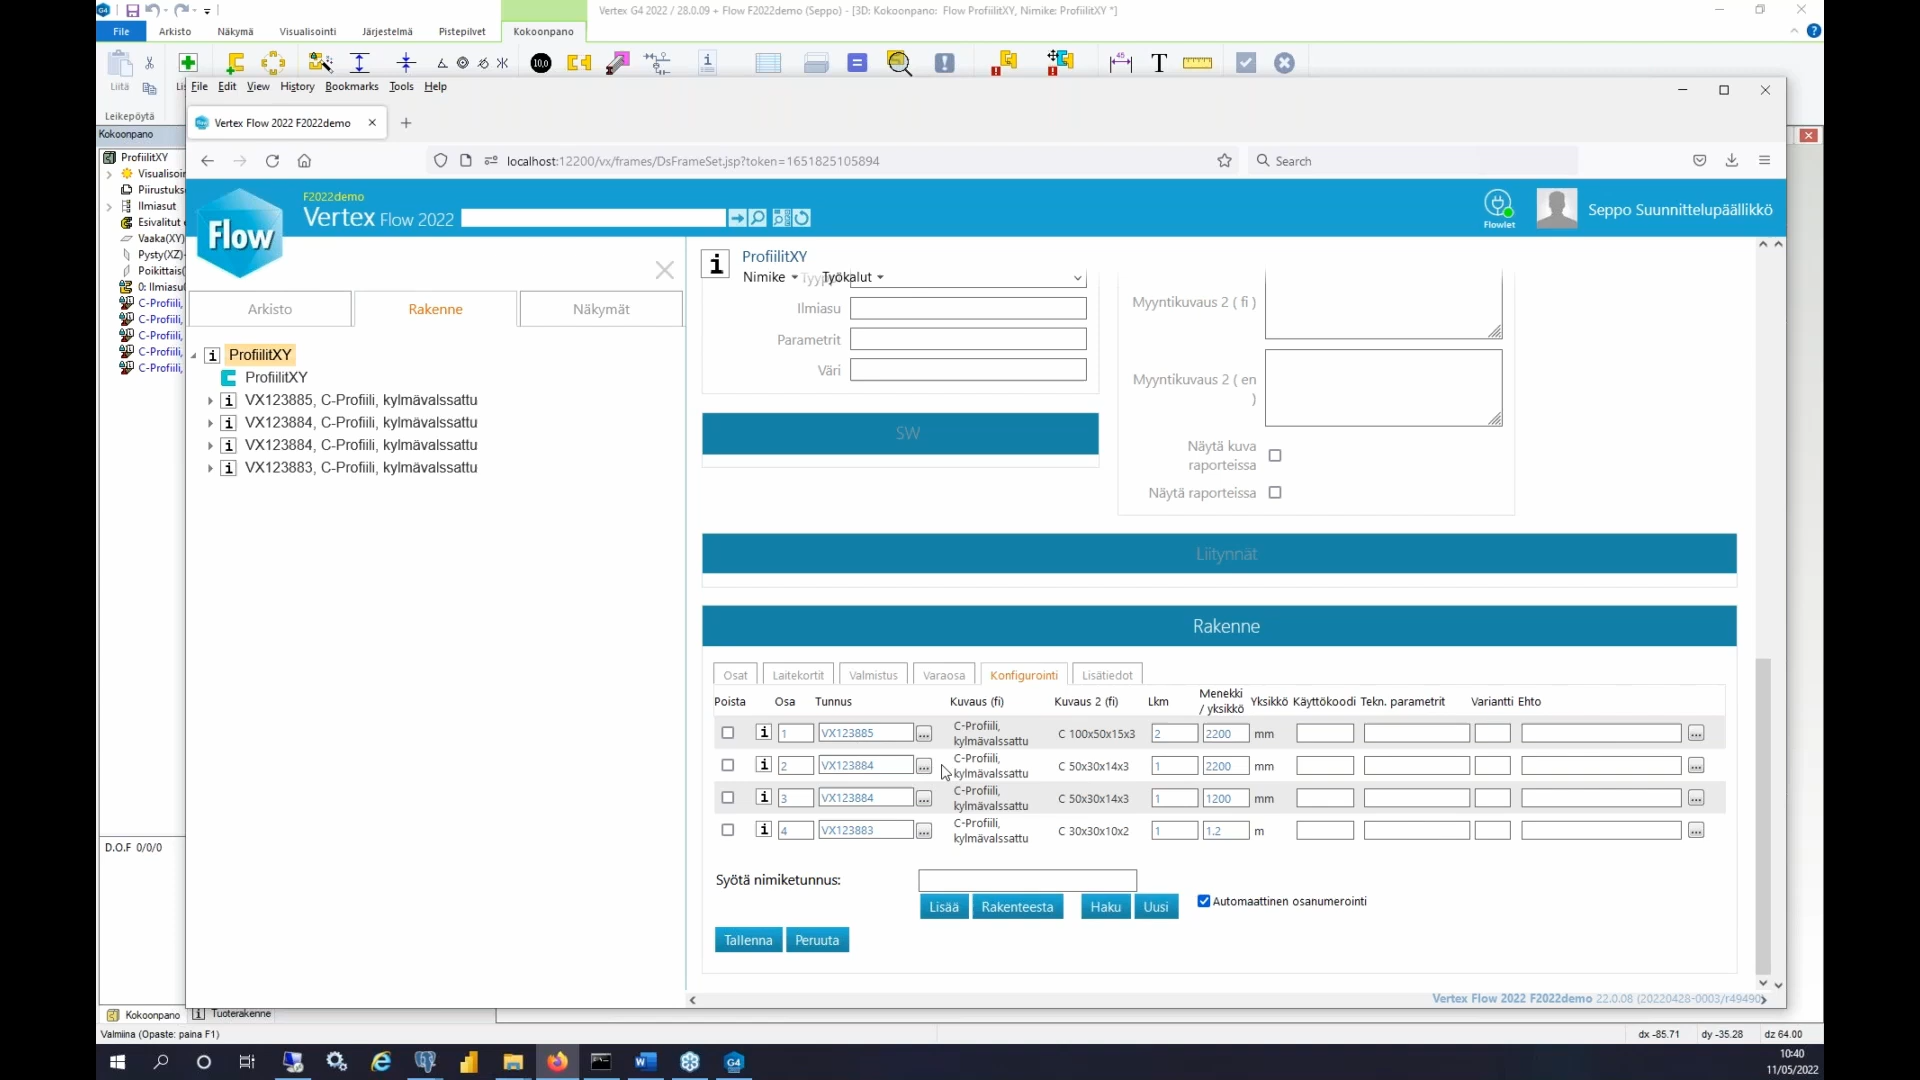 Vertex G4 2022 / 28.0.09 + Flow F2022demo (Seppo) - [3D: Kokoonpano: Flow ProfiilitXY, Nimike: ProfiilitXY *]
File Arkisto Näkymä Visualisointi Järjestelmä Pistepilvet Kokoonpano
10,0
45
Liitä
Leikepöytä
Kokoonpano
ProfiilitXY
Visualisoi
Piirustukse
Ilmiasut
Esivalitut
Vaaka(XY)
Pysty(XZ)
Poikittais(
0: Ilmiasu
C-Profiili,
C-Profiili,
C-Profiili,
C-Profiili,
C-Profiili,
D.O.F 0/0/0
File Edit View History Bookmarks Tools Help
Vertex Flow 2022 F2022demo
localhost:12200/vx/frames/DsFrameSet.jsp?token=1651825105894
Search
Flow
F2022demo
Vertex Flow 2022
Flowlet
Seppo Suunnittelupäällikkö
Arkisto Rakenne Näkymät
ProfiilitXY
ProfiilitXY
VX123885, C-Profiili, kylmävalssattu
VX123884, C-Profiili, kylmävalssattu
VX123884, C-Profiili, kylmävalssattu
VX123883, C-Profiili, kylmävalssattu
ProfiilitXY
Nimike Työkalut
Ilmiasu
Parametrit
Väri
SW
Myyntikuvaus 2 ( fi )
Myyntikuvaus 2 ( en
)
Näytä kuva
raporteissa
Näytä raporteissa
Liitynnät
Rakenne
Osat Laitekortit Valmistus Varaosa Konfigurointi Lisätiedot
Poista Osa Tunnus Kuvaus (fi) Kuvaus 2 (fi) Lkm Menekki / yksikkö Yksikkö Käyttökoodi Tekn. parametrit Variantti Ehto
1 VX123885 ... C-Profiili, kylmävalssattu C 100x50x15x3 2 2200 mm ...
2 VX123884 ... C-Profiili, kylmävalssattu C 50x30x14x3 1 2200 mm ...
3 VX123884 ... C-Profiili, kylmävalssattu C 50x30x14x3 1 1200 mm ...
4 VX123883 ... C-Profiili, kylmävalssattu C 30x30x10x2 1 1.2 m ...
Syötä nimiketunnus:
Lisää Rakenteesta Haku Uusi Automaattinen osanumerointi
Tallenna Peruuta
Vertex Flow 2022 F2022demo 22.0.08 (20220428-0003/r49490)
Kokoonpano Tuoterakenne
Valmiina (Opaste: paina F1)
dx -85.71 dy -35.28 dz 64.00
10:40
11/05/2022